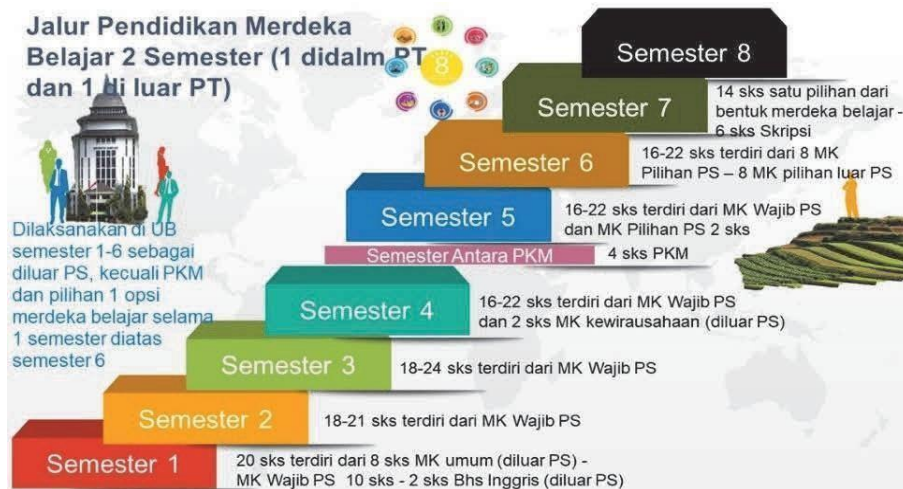 Jalur Pendidikan Merdeka
Belajar 2 Semester (1 didalm PT
dan 1 di luar PT)
8
Dilaksanakan di UB
semester 1-6 sebagai
diluar PS, kecuali PKM
dan pilihan 1 opsi
merdeka belajar selama
1 semester diatas
semester 6
Semester 8
Semester 7
14 sks satu pilihan dari
bentuk merdeka belajar -
6 sks Skripsi
Semester 6
16-22 sks terdiri dari 8 MK
Pilihan PS – 8 MK pilihan luar PS
Semester 5
16-22 sks terdiri dari MK Wajib PS
dan MK Pilihan PS 2 sks
Semester Antara PKM
4 sks PKM
Semester 4
16-22 sks terdiri dari MK Wajib PS
dan 2 sks MK kewirausahaan (diluar PS)
Semester 3
18-24 sks terdiri dari MK Wajib PS
Semester 2
18-21 sks terdiri dari MK Wajib PS
Semester 1
20 sks terdiri dari 8 sks MK umum (diluar PS) -
MK Wajib PS 10 sks - 2 sks Bhs Inggris (diluar PS)